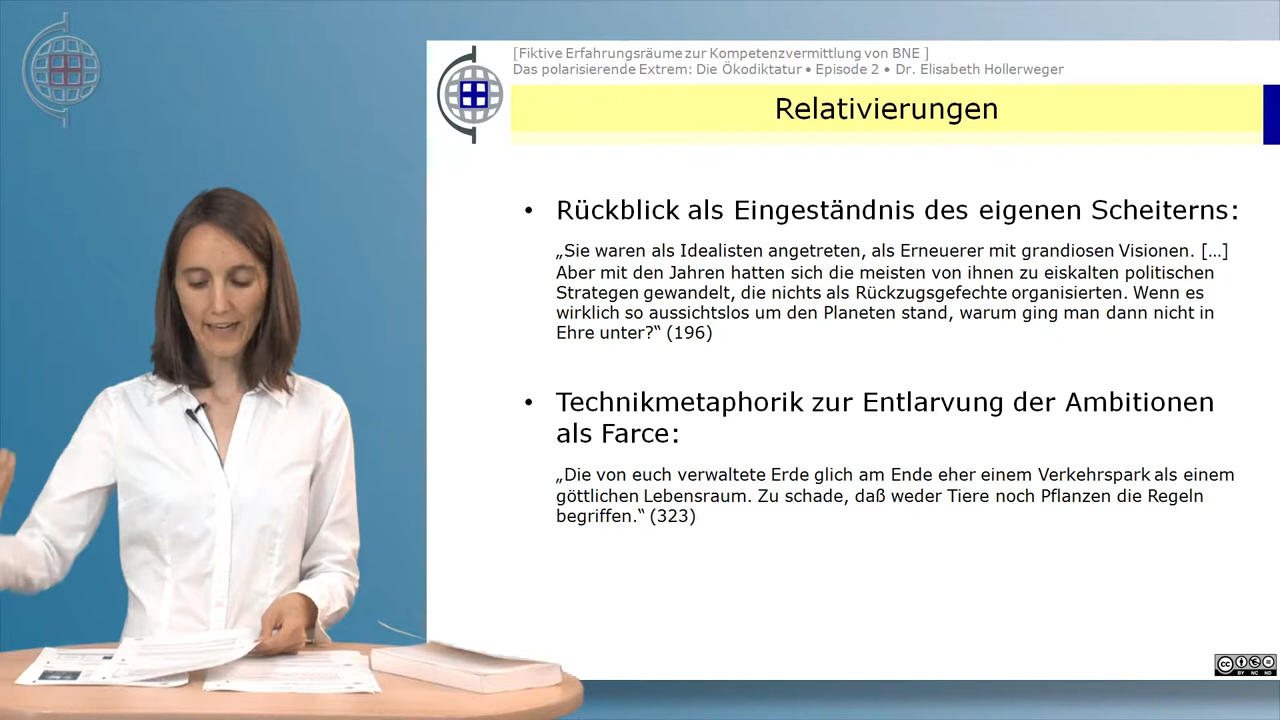 [Fiktive Erfahrungsräume zur Kompetenzvermittlung von BNE ]
Das polarisierende Extrem: Die Ökodiktatur • Episode 2 • Dr. Elisabeth Hollerweger
Relativierungen
• Rückblick als Eingeständnis des eigenen Scheiterns:
„Sie waren als Idealisten angetreten, als Erneuerer mit grandiosen Visionen. […]
Aber mit den Jahren hatten sich die meisten von ihnen zu eiskalten politischen
Strategen gewandelt, die nichts als Rückzugsgefechte organisierten. Wenn es
wirklich so aussichtslos um den Planeten stand, warum ging man dann nicht in
Ehre unter?“ (196)
• Technikmetaphorik zur Entlarvung der Ambitionen
als Farce:
„Die von euch verwaltete Erde glich am Ende eher einem Verkehrspark als einem
göttlichen Lebensraum. Zu schade, daß weder Tiere noch Pflanzen die Regeln
begriffen.“ (323)
CC BY NC ND